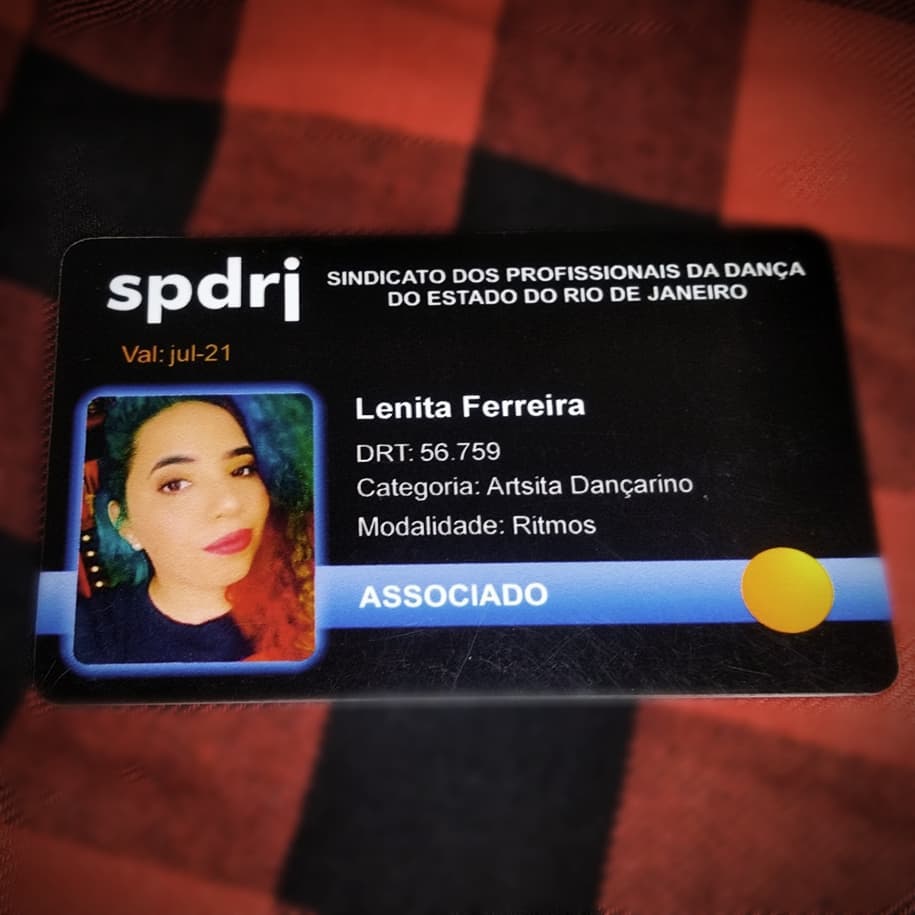 spdrj
SINDICATO DOS PROFISSIONAIS DA DANÇA
DO ESTADO DO RIO DE JANEIRO
Val: jul-21
Lenita Ferreira
DRT: 56.759
Categoria: Artsita Dançarino
Modalidade: Ritmos
ASSOCIADO